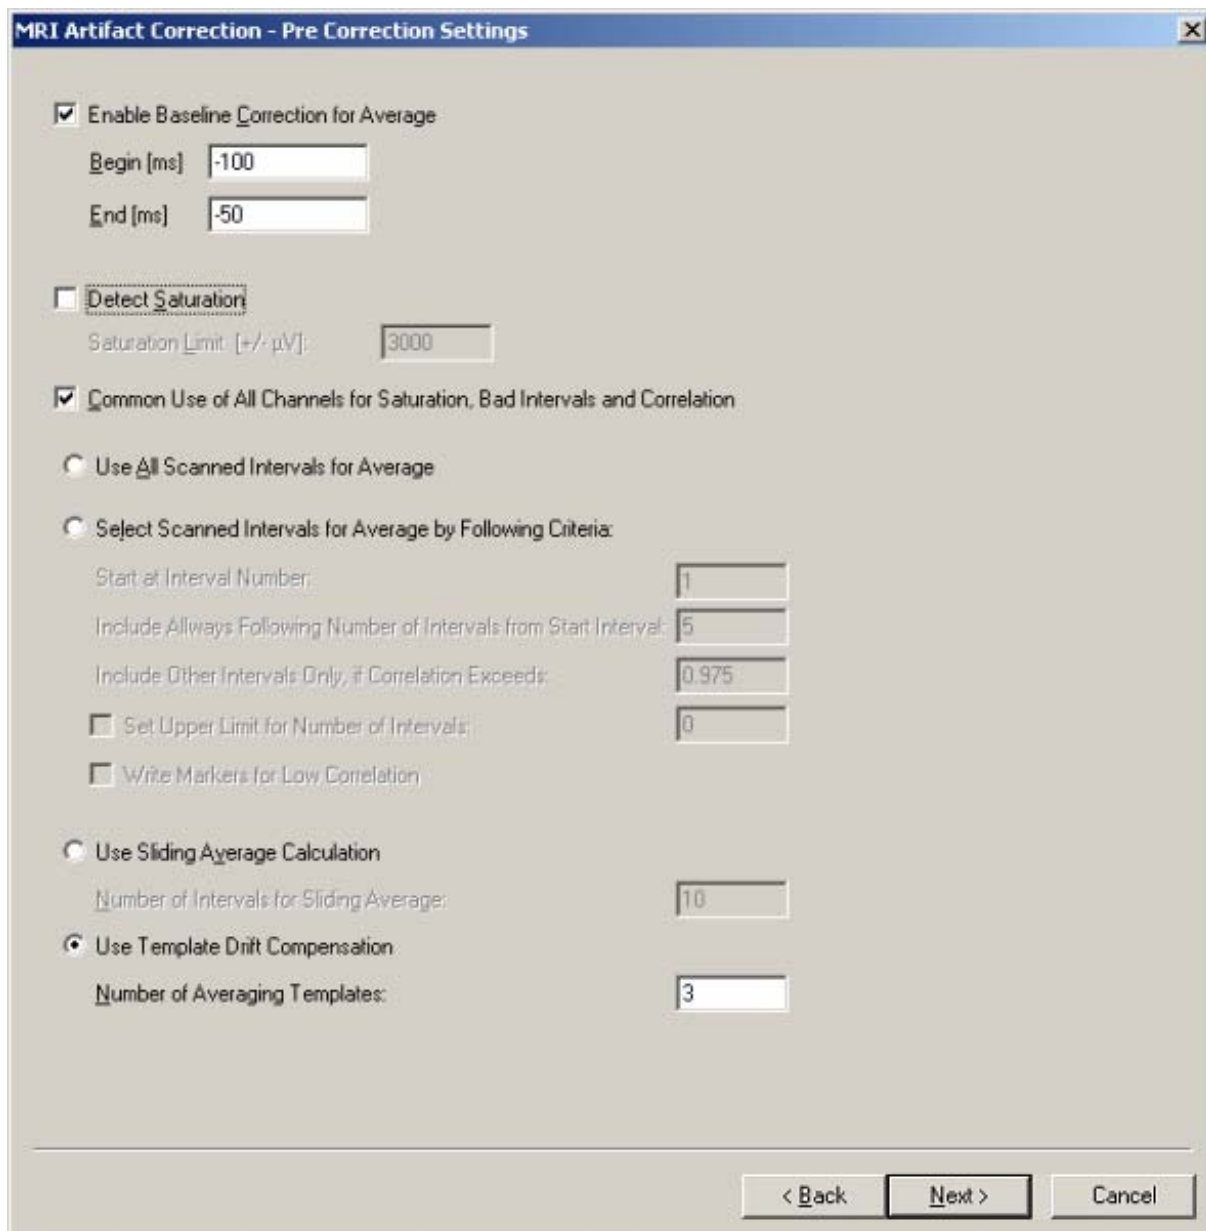 MRI Artifact Correction - Pre Correction Settings
Enable Baseline Correction for Average
Begin [ms] -100
End [ms] -50
Detect Saturation
Saturation Limit: [+/- µV]: 3000
Common Use of All Channels for Saturation, Bad Intervals and Correlation
Use All Scanned Intervals for Average
Select Scanned Intervals for Average by Following Criteria:
Start at Interval Number: 1
Include Allways Following Number of Intervals from Start Interval: 5
Include Other Intervals Only, if Correlation Exceeds: 0.975
Set Upper Limit for Number of Intervals: 0
Write Markers for Low Correlation
Use Sliding Average Calculation
Number of Intervals for Sliding Average: 10
Use Template Drift Compensation
Number of Averaging Templates: 3
< Back Next > Cancel